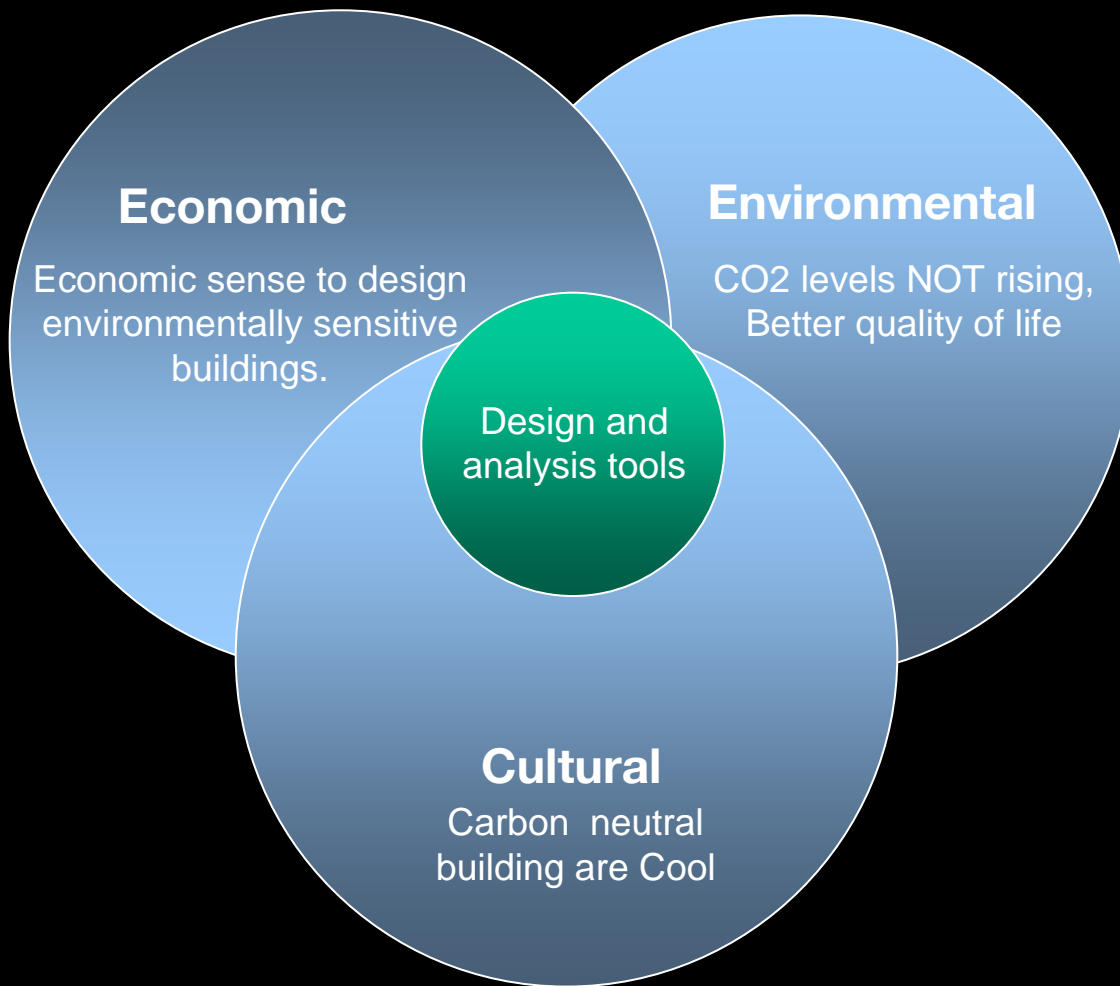 Economic
Economic sense to design
environmentally sensitive
buildings.
Environmental
CO2 levels NOT rising,
Better quality of life
Design and
analysis tools
Cultural
Carbon  neutral
building are Cool